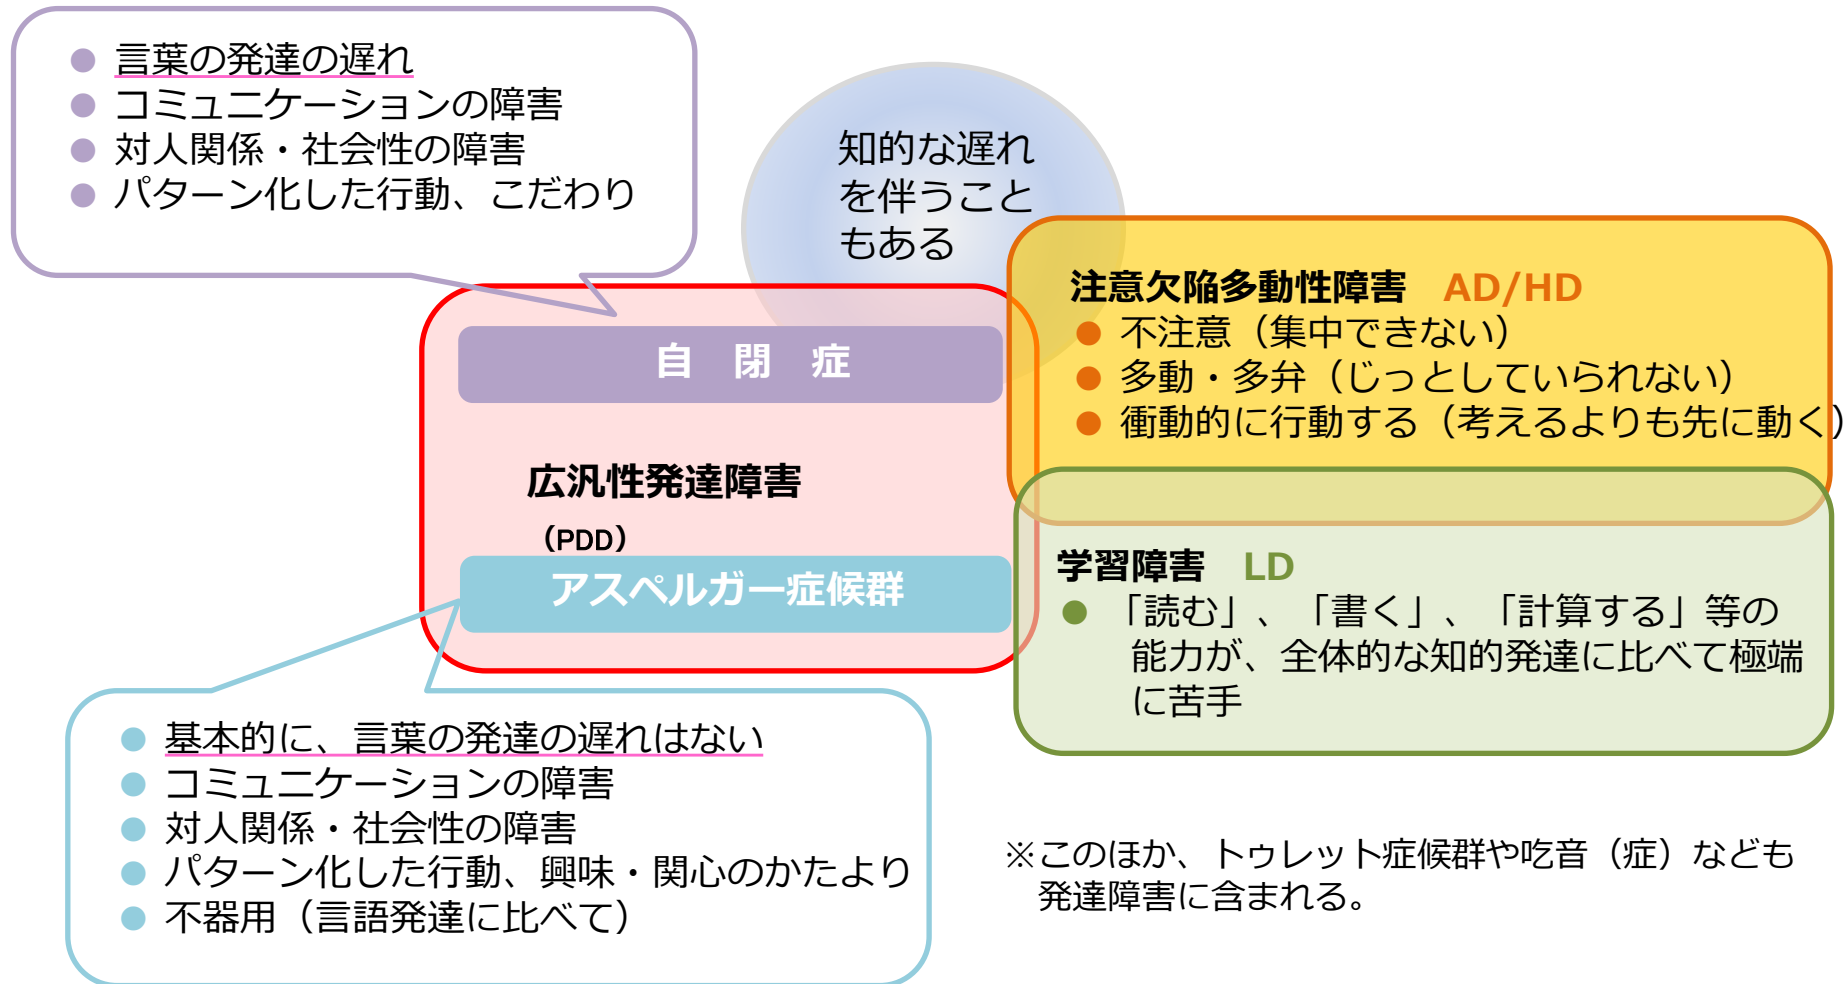 ● 言葉の発達の遅れ
● コミュニケーションの障害
● 対人関係・社会性の障害
● パターン化した行動、こだわり
知的な遅れ
を伴うこと
もある
自　閉　症
広汎性発達障害
（PDD）
アスペルガー症候群
● 基本的に、言葉の発達の遅れはない
● コミュニケーションの障害
● 対人関係・社会性の障害
● パターン化した行動、興味・関心のかたより
● 不器用（言語発達に比べて）
注意欠陥多動性障害　AD/HD
● 不注意（集中できない）
● 多動・多弁（じっとしていられない）
● 衝動的に行動する（考えるよりも先に動く）
学習障害　LD
● 「読む」、「書く」、「計算する」等の
能力が、全体的な知的発達に比べて極端
に苦手
※このほか、トゥレット症候群や吃音（症）なども
発達障害に含まれる。